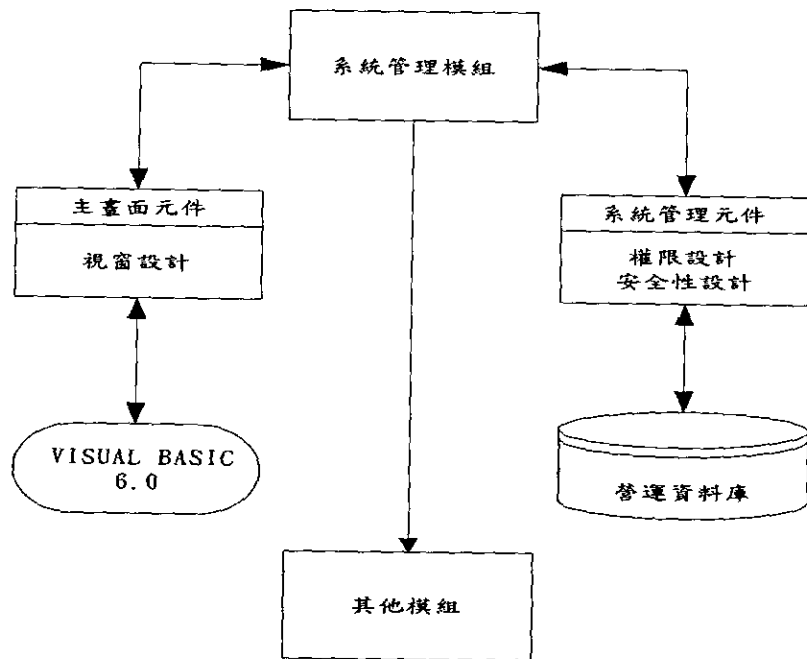 系統管理模組
主畫面元件
視窗設計
系統管理元件
權限設計
安全性設計
VISUAL BASIC
6.0
營運資料庫
其他模組